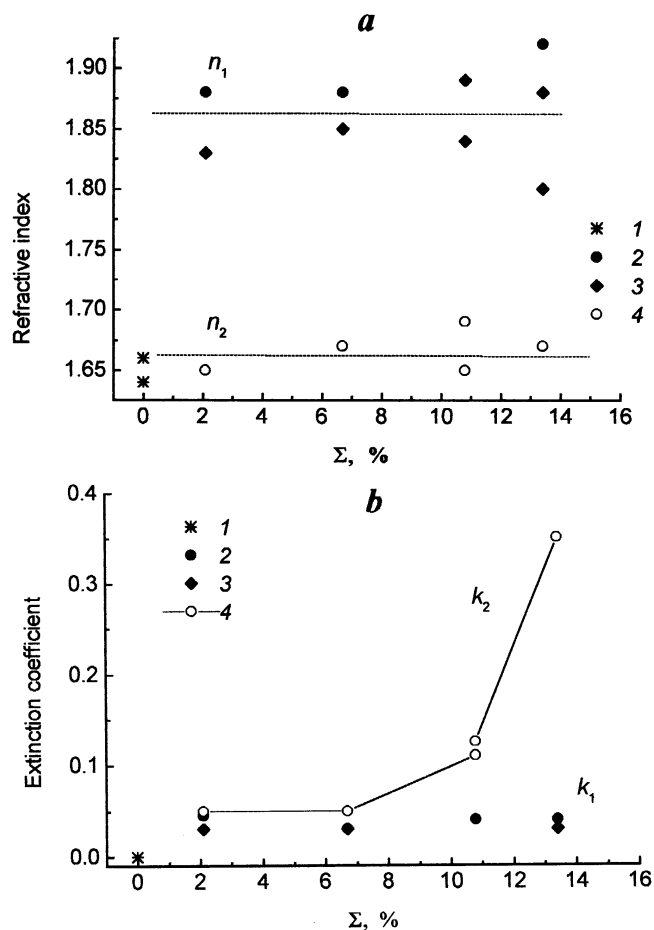 a
1.90
1.85
1.80
1.75
1.70
1.65
Refractive index
n1
n2
1
2
3
4
0 2 4 6 8 10 12 14 16
Σ, %
b
0.4
0.3
0.2
0.1
0.0
Extinction coefficient
1
2
3
4
k2
k1
0 2 4 6 8 10 12 14 16
Σ, %